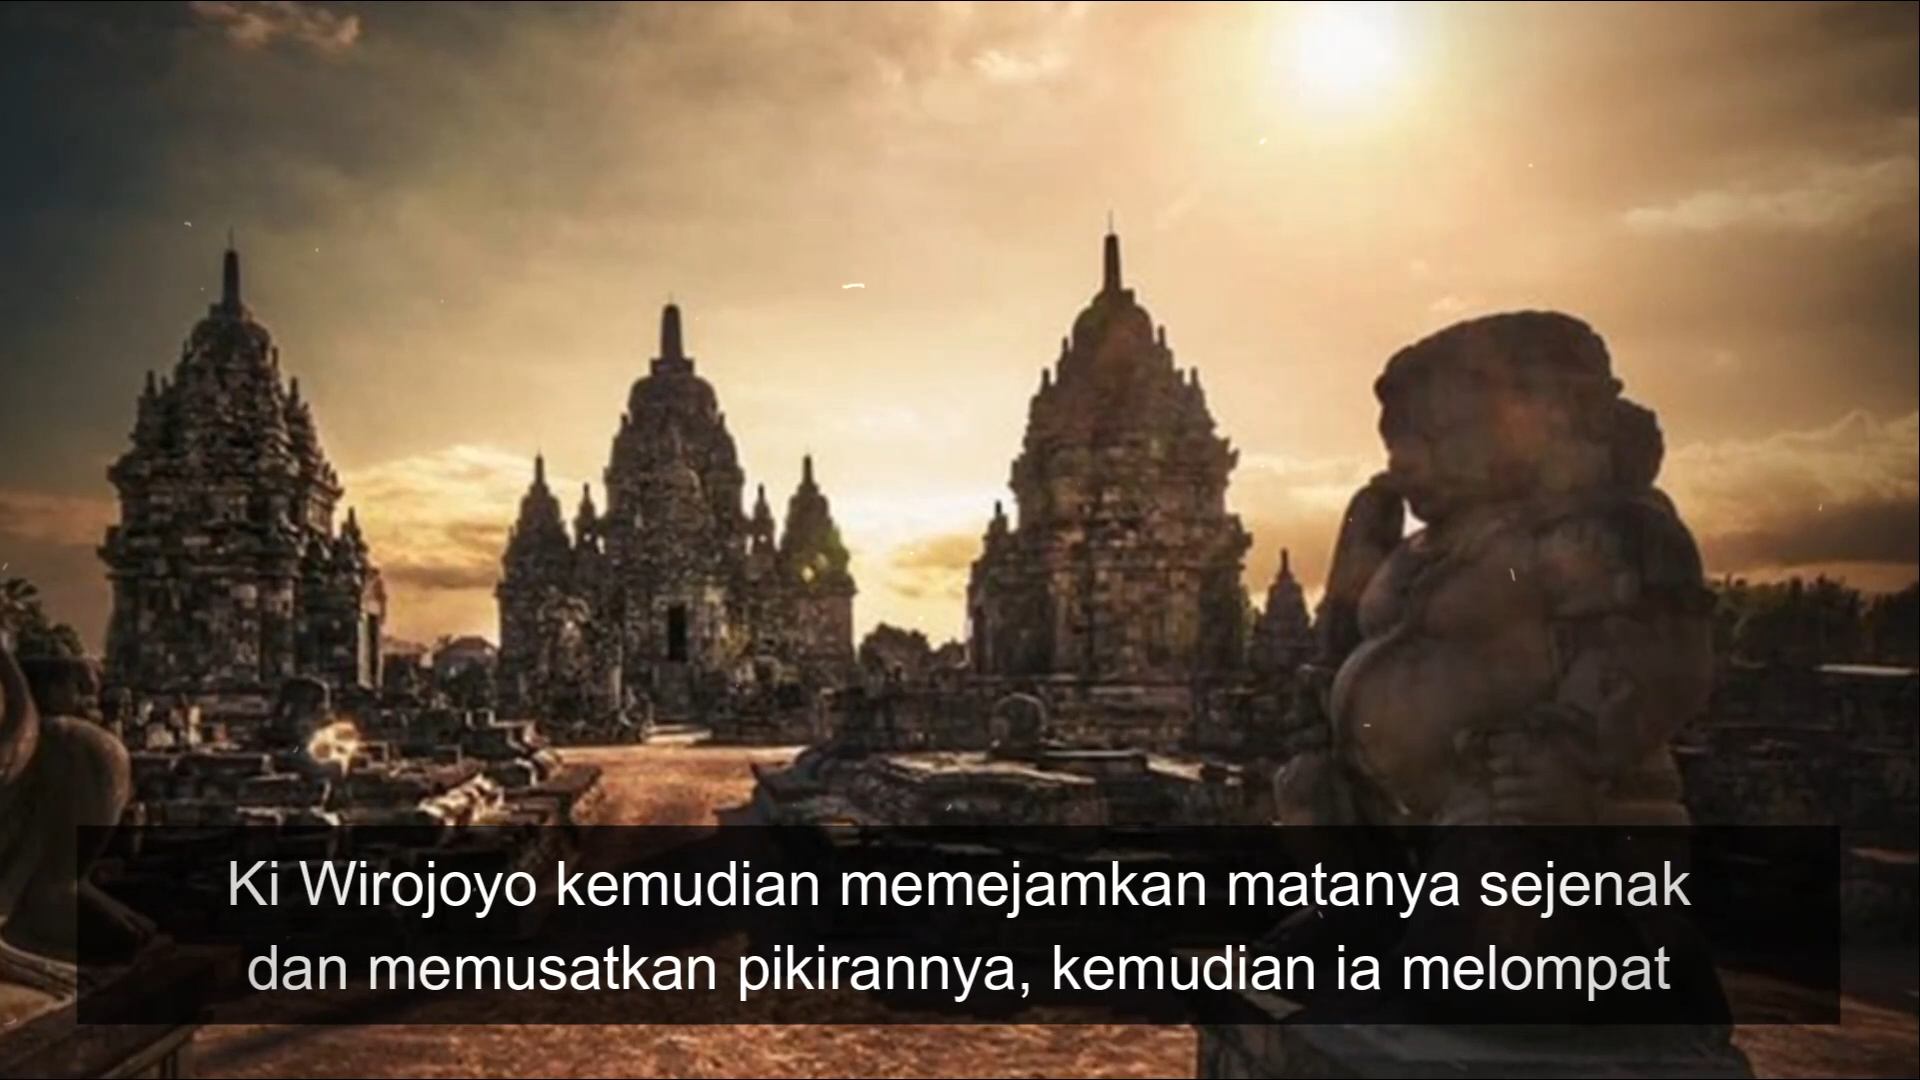 Ki Wirojoyo kemudian memejamkan matanya sejenak
dan memusatkan pikirannya, kemudian ia melompat